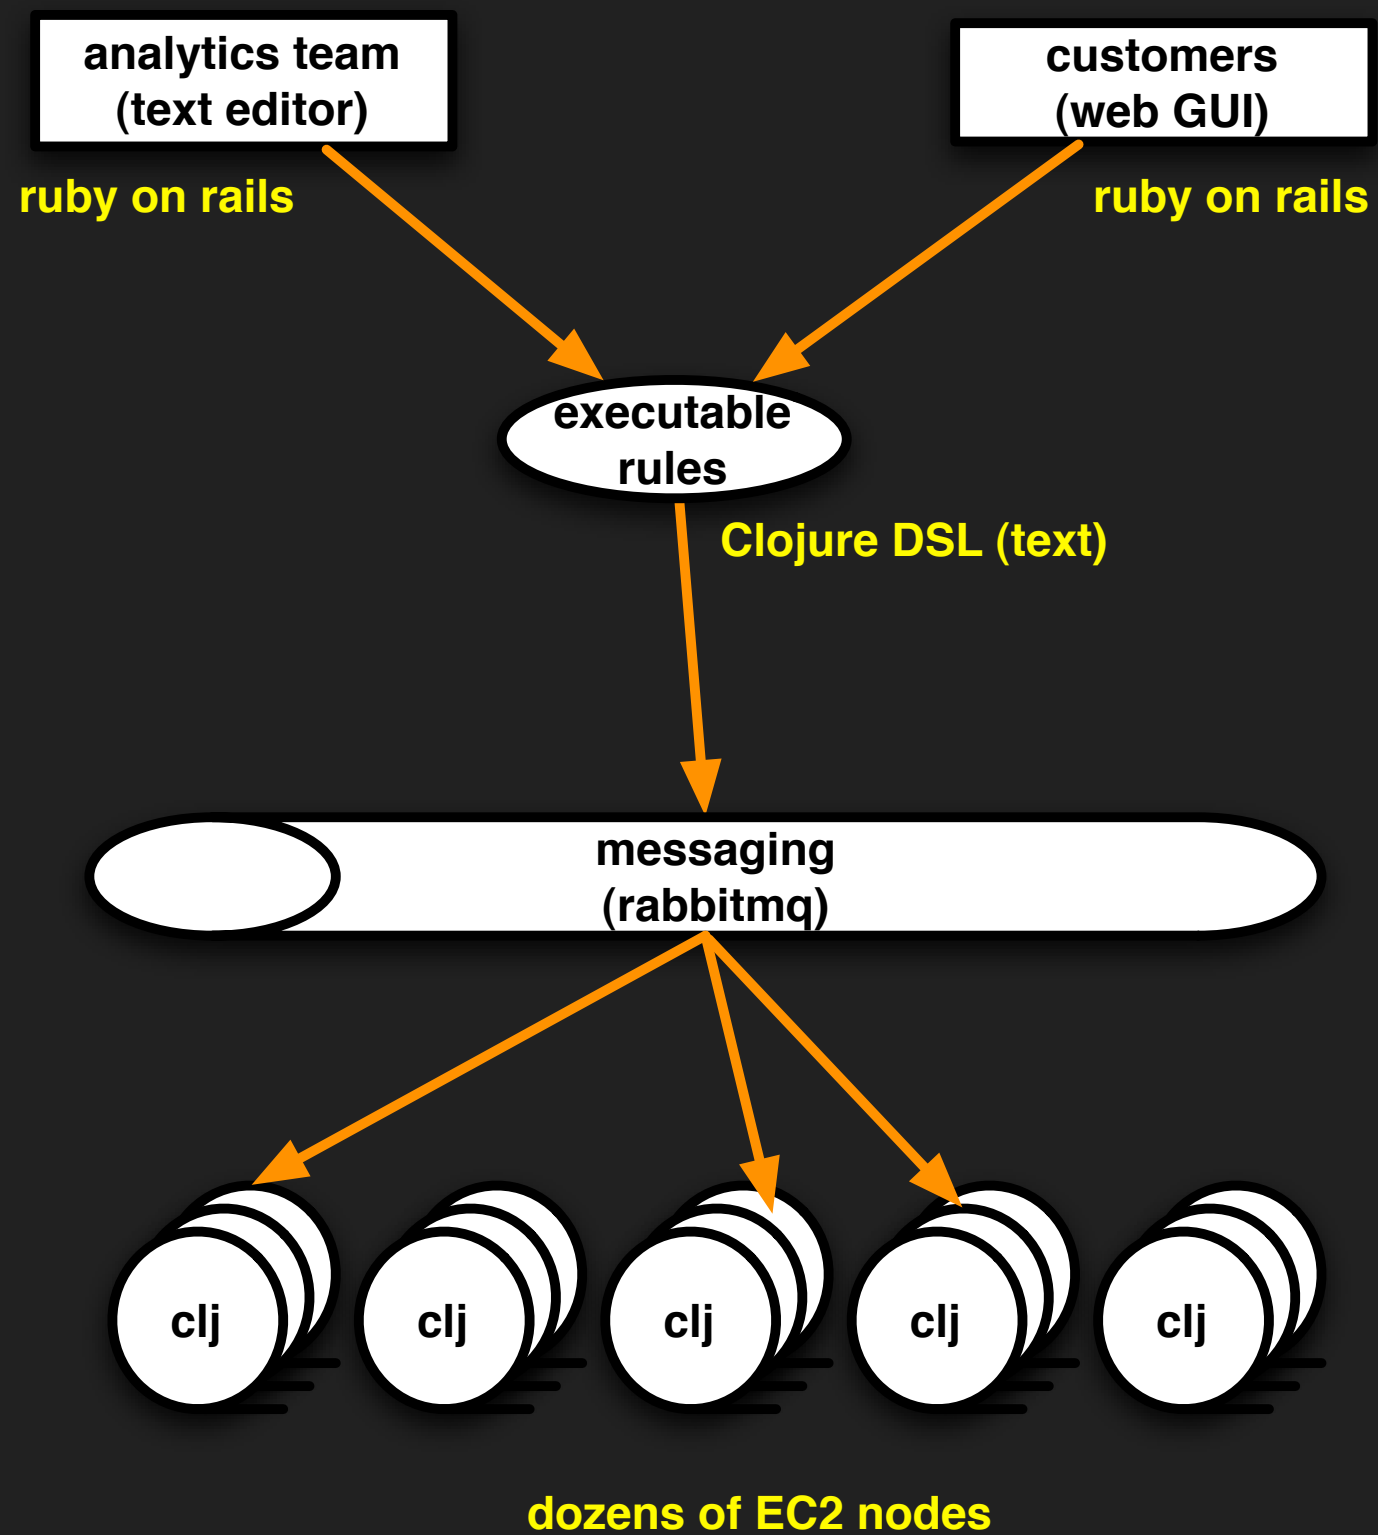 analytics team
(text editor)
customers
(web GUI)
ruby on rails
ruby on rails
executable
rules
Clojure DSL (text)
messaging
(rabbitmq)
clj
clj
clj
clj
clj
dozens of EC2 nodes